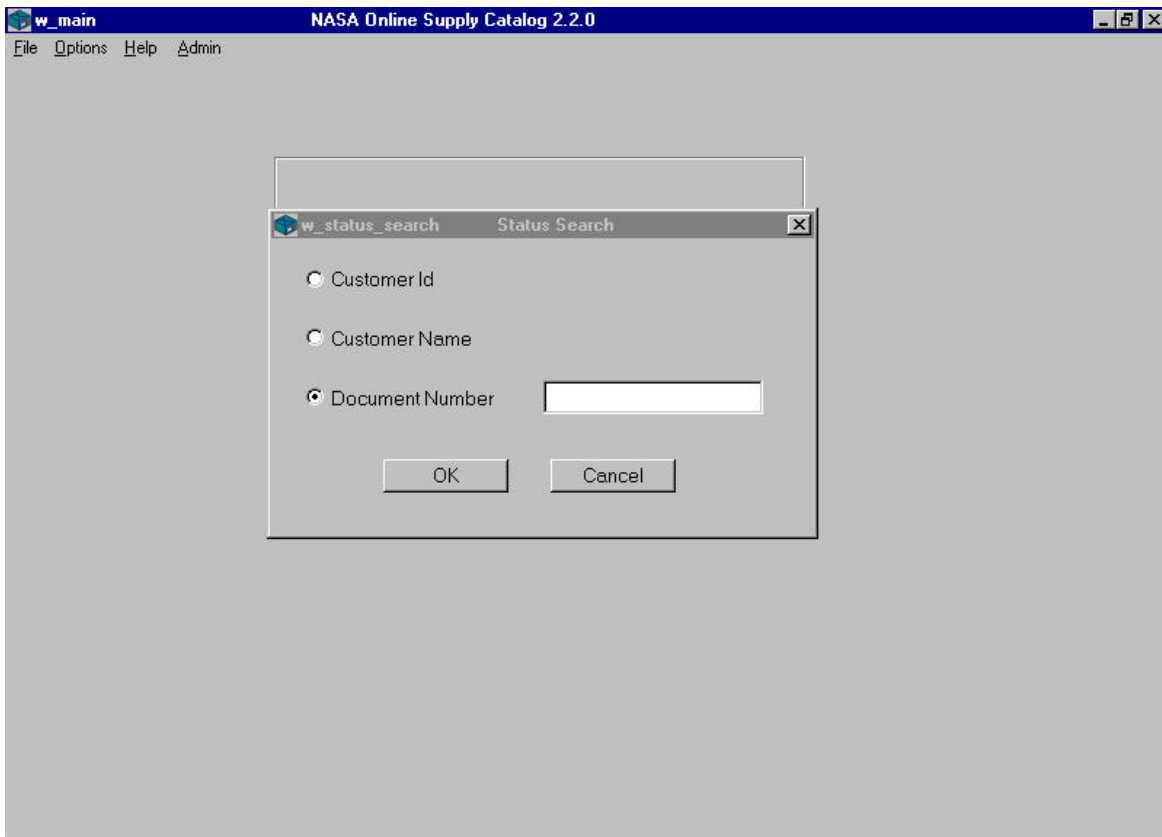 w_main NASA Online Supply Catalog 2.2.0
File Options Help Admin
w_status_search Status Search
Customer Id
Customer Name
Document Number
OK Cancel